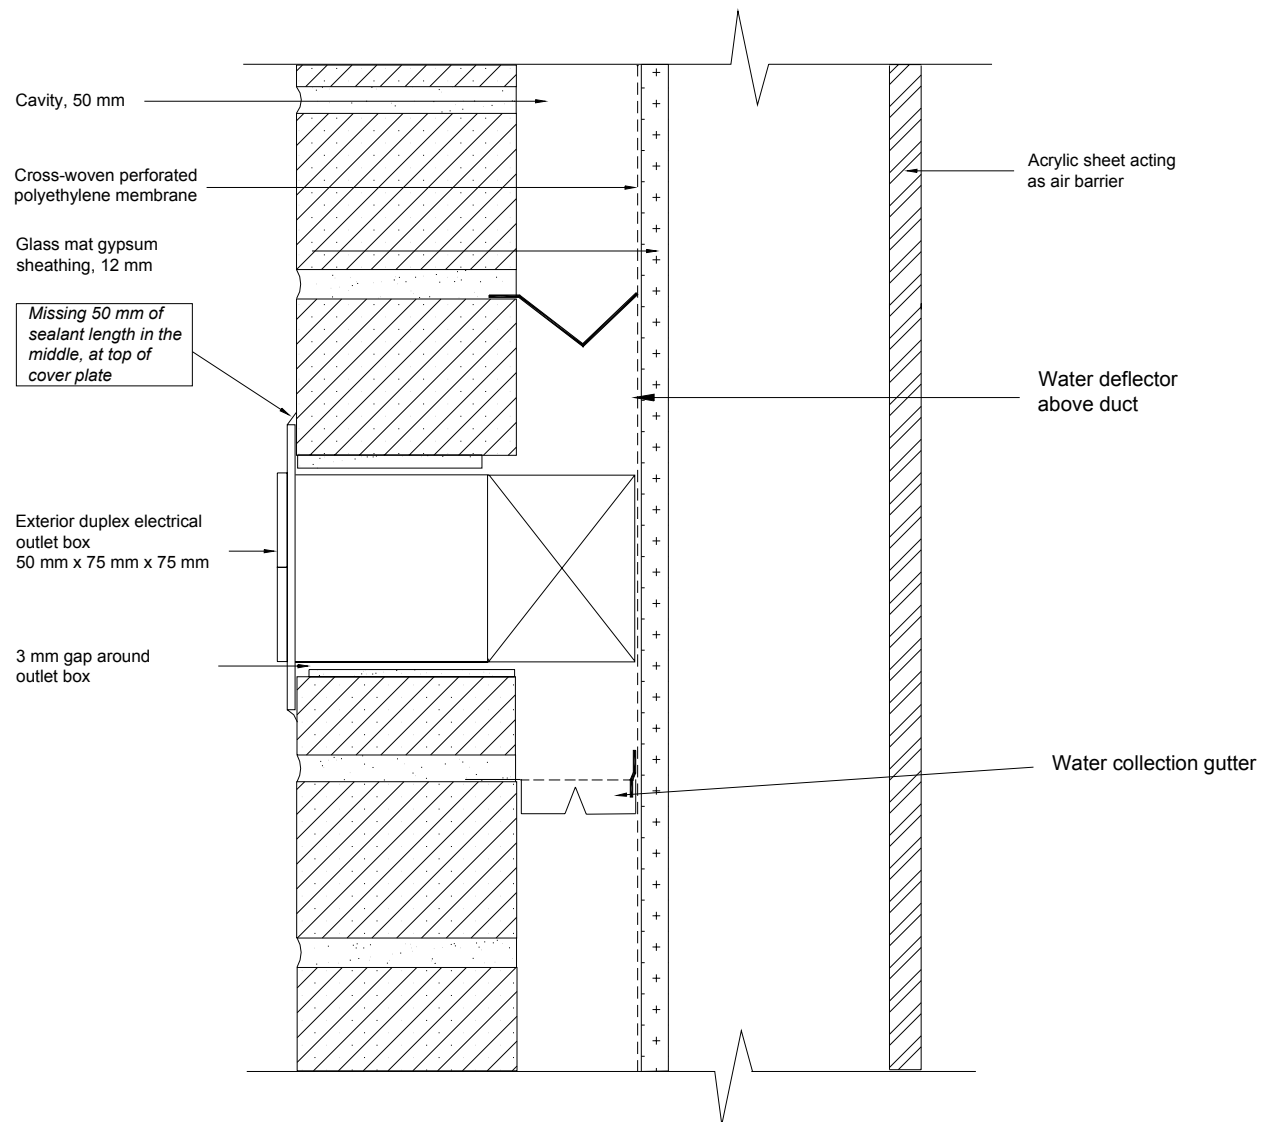 Cavity, 50 mm
Cross-woven perforated
polyethylene membrane
Glass mat gypsum
sheathing, 12 mm
Missing 50 mm of
sealant length in the
middle, at top of
cover plate
Exterior duplex electrical
outlet box
50 mm x 75 mm x 75 mm
3 mm gap around
outlet box
Acrylic sheet acting
as air barrier
Water deflector
above duct
Water collection gutter